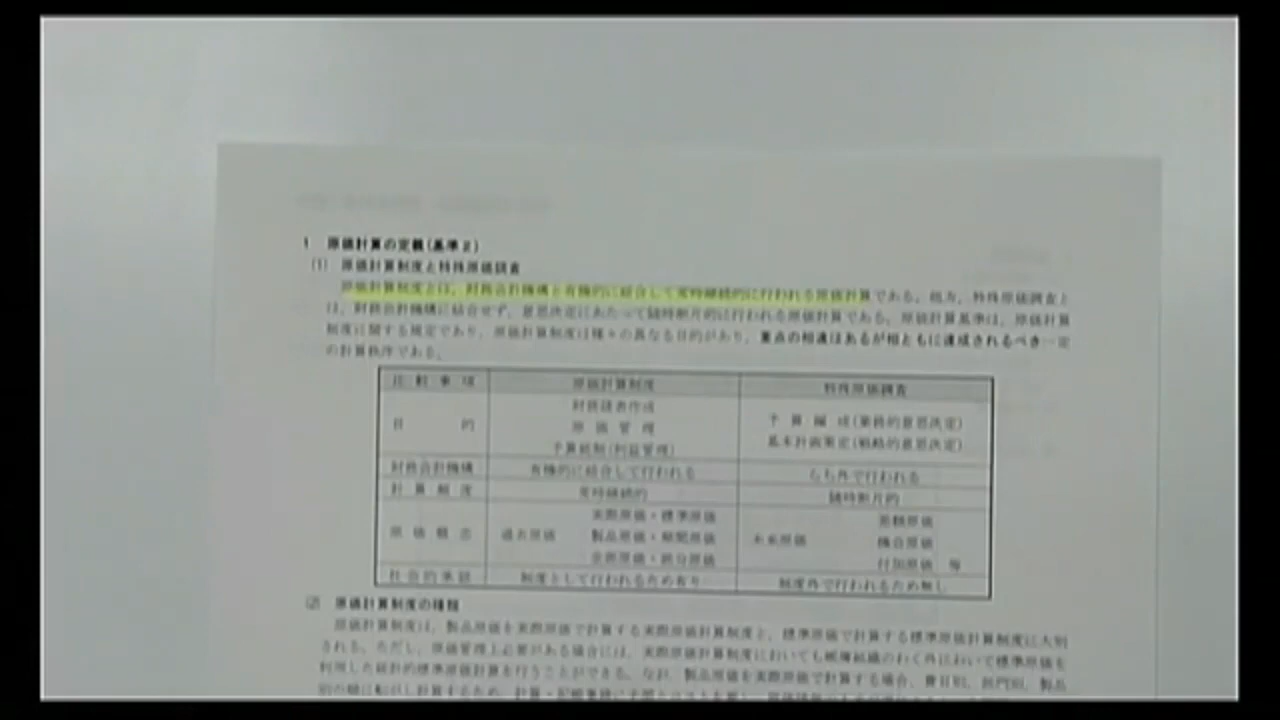 1 原価計算の定義(基準2)
(1) 原価計算制度と特殊原価調査
原価計算制度とは、財務会計機構と有機的に結合して常時継続的に行われる原価計算である。他方、特殊原価調査と
は、財務会計機構に結合せず、意思決定にあたって随時断片的に行われる原価計算である。原価計算基準は、原価計算
制度に関する規定であり、原価計算制度は種々の異なる目的があり、重点の相違はあるが相ともに達成されるべき一定
の計算秩序である。
比較事項 原価計算制度 特殊原価調査
目的 財務諸表作成 原価管理 予算統制(利益管理) 予算編成(業務的意思決定) 基本計画策定(戦略的意思決定)
財務会計機構 有機的に結合して行われる らち外で行われる
計算頻度 常時継続的 随時断片的
原価概念 過去原価 実際原価・標準原価 製品原価・期間原価 全部原価・部分原価 未来原価 差額原価 機会原価 付加原価 等
社会的承認 制度として行われるため有り 制度外で行われるため無し
(2) 原価計算制度の種類
原価計算制度は、製品原価を実際原価で計算する実際原価計算制度と、標準原価で計算する標準原価計算制度に大別
される。ただし、原価管理上必要がある場合には、実際原価計算制度においても帳簿組織のわく外において標準原価を
利用した統計的標準原価計算を行うことができる。なお、製品原価を実際原価で計算する場合、費目別、部門別、製品